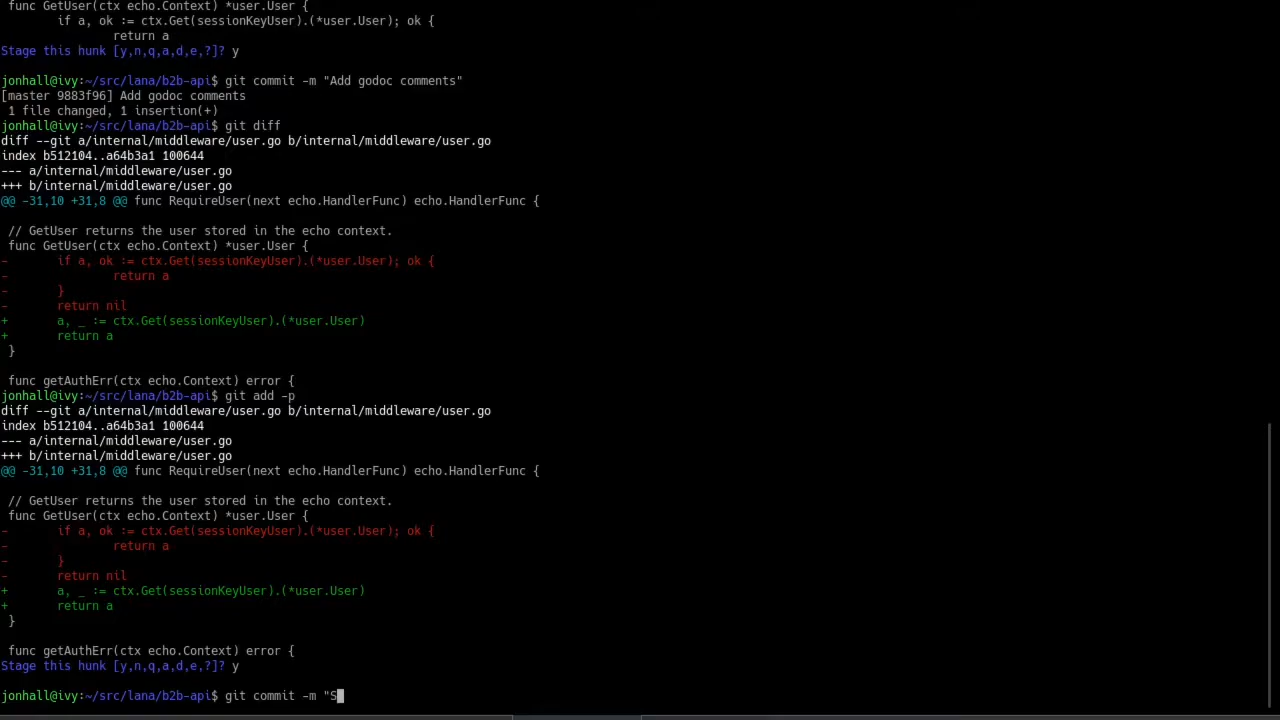 func GetUser(ctx echo.Context) *user.User {
if a, ok := ctx.Get(sessionKeyUser).(*user.User); ok {
return a
Stage this hunk [y,n,q,a,d,e,?]? y
jonhall@ivy:~/src/lana/b2b-api$ git commit -m "Add godoc comments"
[master 9883f96] Add godoc comments
1 file changed, 1 insertion(+)
jonhall@ivy:~/src/lana/b2b-api$ git diff
diff --git a/internal/middleware/user.go b/internal/middleware/user.go
index b512104..a64b3a1 100644
--- a/internal/middleware/user.go
+++ b/internal/middleware/user.go
@@ -31,10 +31,8 @@ func RequireUser(next echo.HandlerFunc) echo.HandlerFunc {
// GetUser returns the user stored in the echo context.
func GetUser(ctx echo.Context) *user.User {
-       if a, ok := ctx.Get(sessionKeyUser).(*user.User); ok {
-               return a
-       }
-       return nil
+       a, _ := ctx.Get(sessionKeyUser).(*user.User)
+       return a
}
func getAuthErr(ctx echo.Context) error {
jonhall@ivy:~/src/lana/b2b-api$ git add -p
diff --git a/internal/middleware/user.go b/internal/middleware/user.go
index b512104..a64b3a1 100644
--- a/internal/middleware/user.go
+++ b/internal/middleware/user.go
@@ -31,10 +31,8 @@ func RequireUser(next echo.HandlerFunc) echo.HandlerFunc {
// GetUser returns the user stored in the echo context.
func GetUser(ctx echo.Context) *user.User {
-       if a, ok := ctx.Get(sessionKeyUser).(*user.User); ok {
-               return a
-       }
-       return nil
+       a, _ := ctx.Get(sessionKeyUser).(*user.User)
+       return a
}
func getAuthErr(ctx echo.Context) error {
Stage this hunk [y,n,q,a,d,e,?]? y
jonhall@ivy:~/src/lana/b2b-api$ git commit -m "S